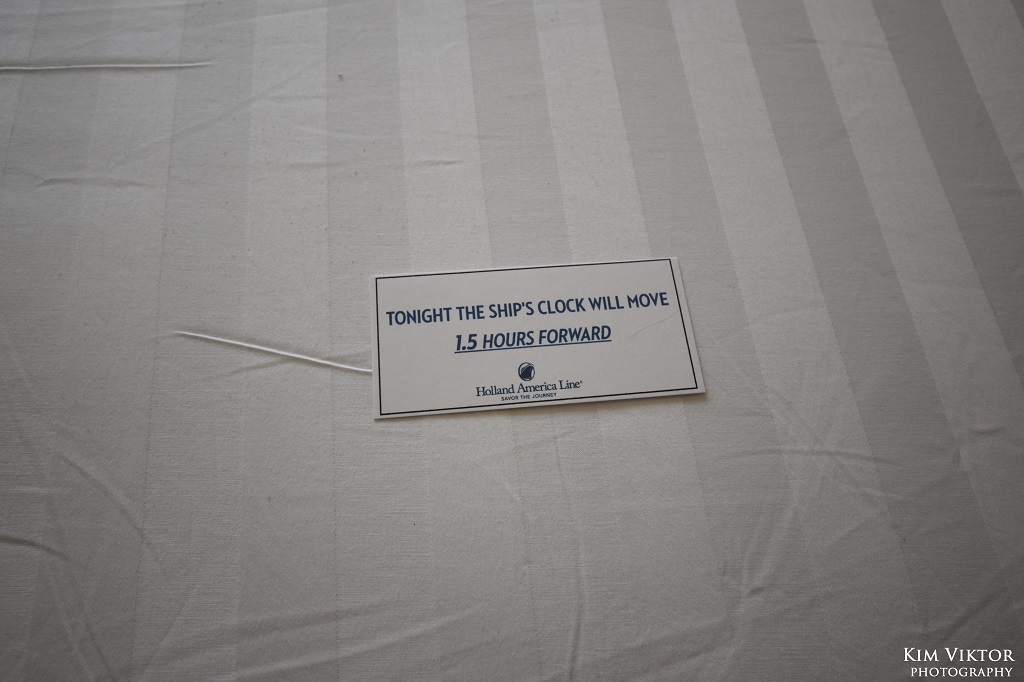 TONIGHT THE SHIP'S CLOCK WILL MOVE
1.5 HOURS FORWARD
Holland America Line®
SAVOR THE JOURNEY
KIM VIKTOR
PHOTOGRAPHY